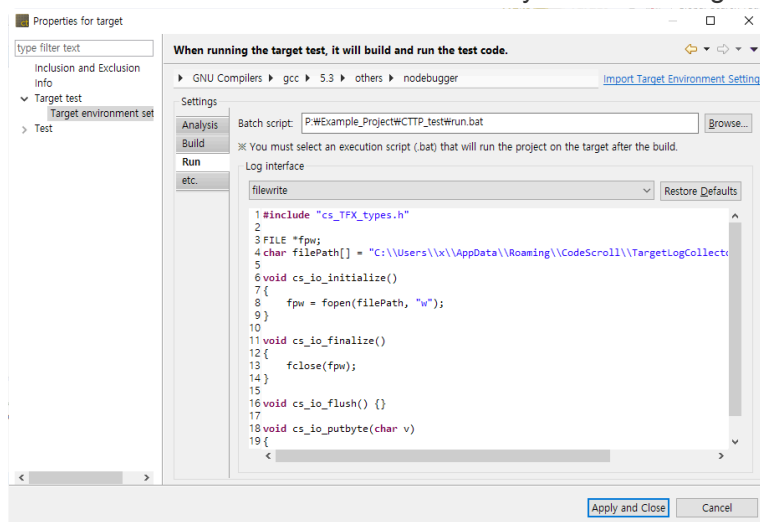 Properties for target
type filter text
Inclusion and Exclusion
Info
Target test
Target environment set
Test
When running the target test, it will build and run the test code.
GNU Compilers gcc 5.3 others nodebugger
Import Target Environment Setting
Settings
Analysis
Build
Run
etc.
Batch script: P:₩Example_Project₩CTTP_test₩run.bat
Browse...
※ You must select an execution script (.bat) that will run the project on the target after the build.
Log interface
filewrite
Restore Defaults
1 #include "cs_TFX_types.h"
2
3 FILE *fpw;
4 char filePath[] = "C:\\Users\\x\\AppData\\Roaming\\CodeScroll\\TargetLogCollect
5
6 void cs_io_initialize()
7 {
8 fpw = fopen(filePath, "w");
9 }
10
11 void cs_io_finalize()
12 {
13 fclose(fpw);
14 }
15
16 void cs_io_flush() {}
17
18 void cs_io_putbyte(char v)
19 {
Apply and Close
Cancel